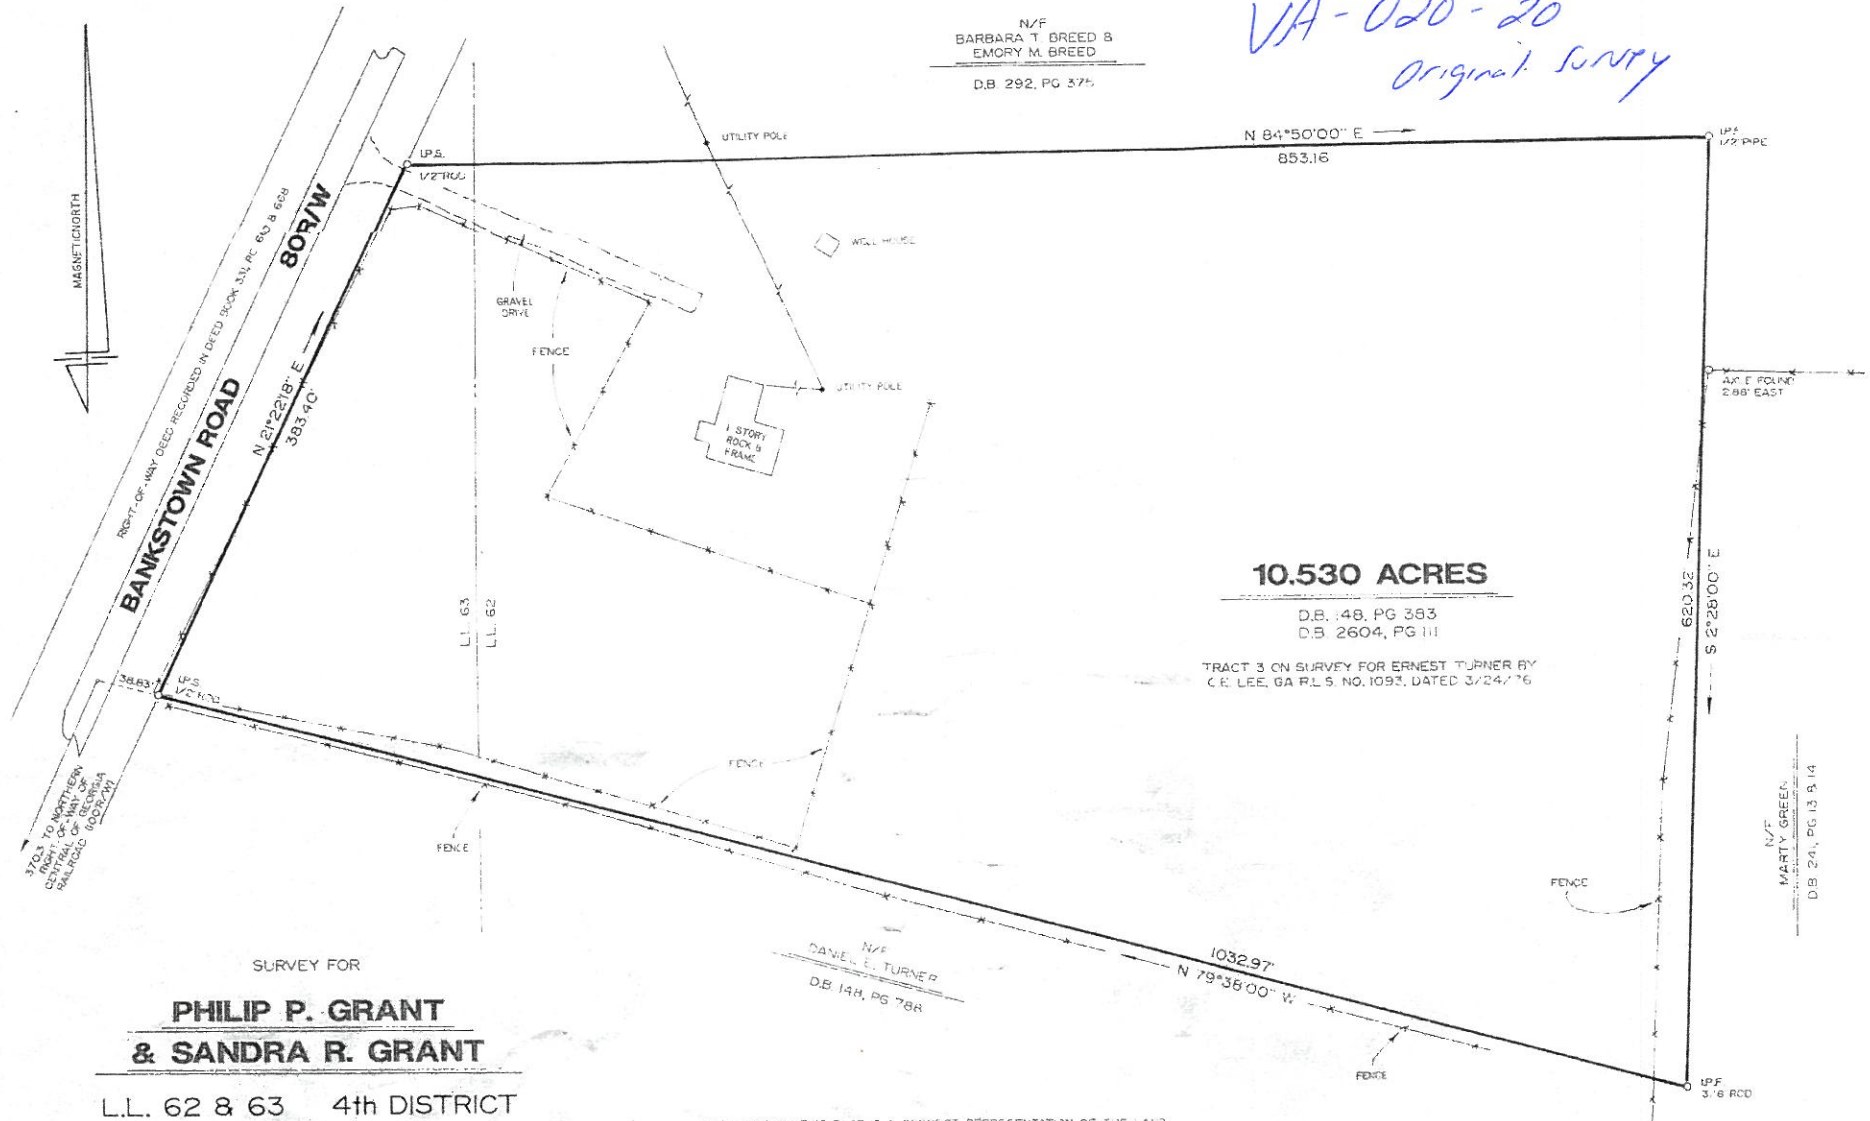 VA-020-20
Original Survey
N/F
BARBARA T. BREED &
EMORY M. BREED
D.B. 292, PG 375
MAGNETIC NORTH
UTILITY POLE
N 84°50'00" E
853.16
I.P.F.
1/2" PIPE
I.P.S.
1/2" ROD
80' R/W
RIGHT-OF-WAY DEED RECORDED IN DEED BOOK 331, PG
BANKSTOWN ROAD
N 21°22'18" E
383.40'
WELL HOUSE
GRAVEL
DRIVE
FENCE
UTILITY POLE
1 STORY
ROCK &
FRAME
AXLE FOUND
2.88' EAST
L.L. 63
L.L. 62
10.530 ACRES
D.B. 148, PG 383
D.B. 2604, PG 111
TRACT 3 ON SURVEY FOR ERNEST TURNER BY
C.E. LEE, GA R.L.S. NO. 1093, DATED 3/24/76
620.32
S 2°28'00" E
38.83'
I.P.S.
1/2" ROD
3703' TO NORTHERN
RIGHT-OF-WAY OF
CENTRAL OF GEORGIA
RAILROAD
FENCE
FENCE
FENCE
N/F
MARTY GREEN
D.B. 241, PG 13 & 14
N/F
DANIEL E. TURNER
D.B. 148, PG 788
1032.97'
N 79°38'00" W
FENCE
I.P.F.
3/8 ROD
SURVEY FOR
PHILIP P. GRANT
& SANDRA R. GRANT
L.L. 62 & 63 4th DISTRICT